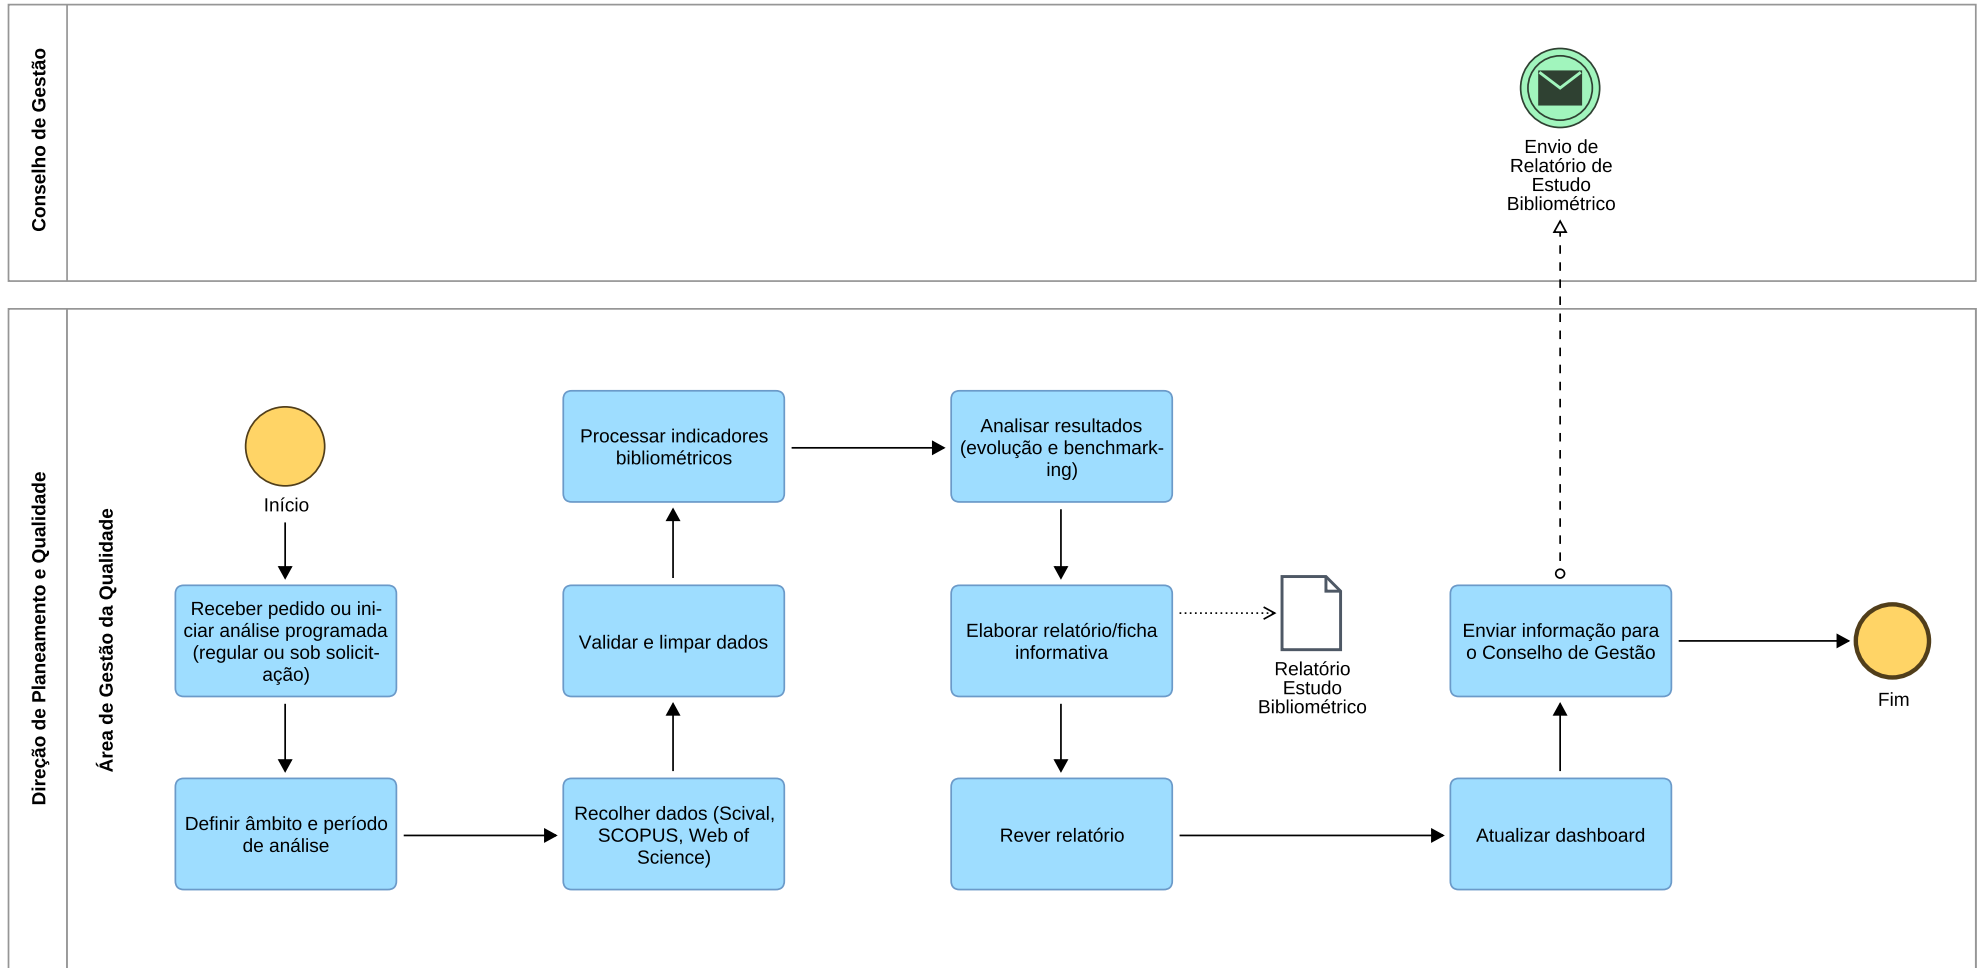 Conselho de Gestão
Envio de
Relatório de
Estudo
Bibliométrico
Direção de Planeamento e Qualidade
Área de Gestão da Qualidade
Início
Receber pedido ou ini-
ciar análise programada
(regular ou sob solicit-
ação)
Definir âmbito e período
de análise
Recolher dados (Scival,
SCOPUS, Web of
Science)
Validar e limpar dados
Processar indicadores
bibliométricos
Analisar resultados
(evolução e benchmark-
ing)
Elaborar relatório/ficha
informativa
Relatório
Estudo
Bibliométrico
Rever relatório
Atualizar dashboard
Enviar informação para
o Conselho de Gestão
Fim